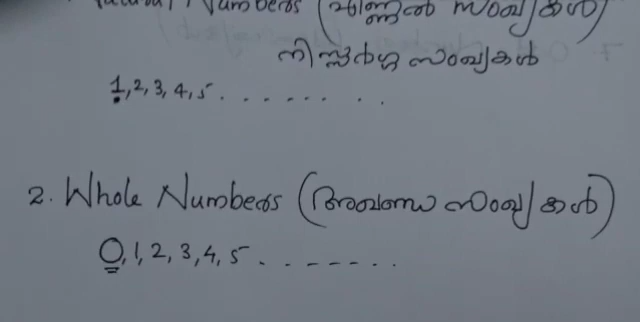 Natural Numbers (എണ്ണൽ സംഖ്യകൾ)
നിസ്സർഗ്ഗ സംഖ്യകൾ
1, 2, 3, 4, 5 . . . . . . . . .
2. Whole Numbers (അഖണ്ഡ സംഖ്യകൾ)
0, 1, 2, 3, 4, 5 . . . . . . . .